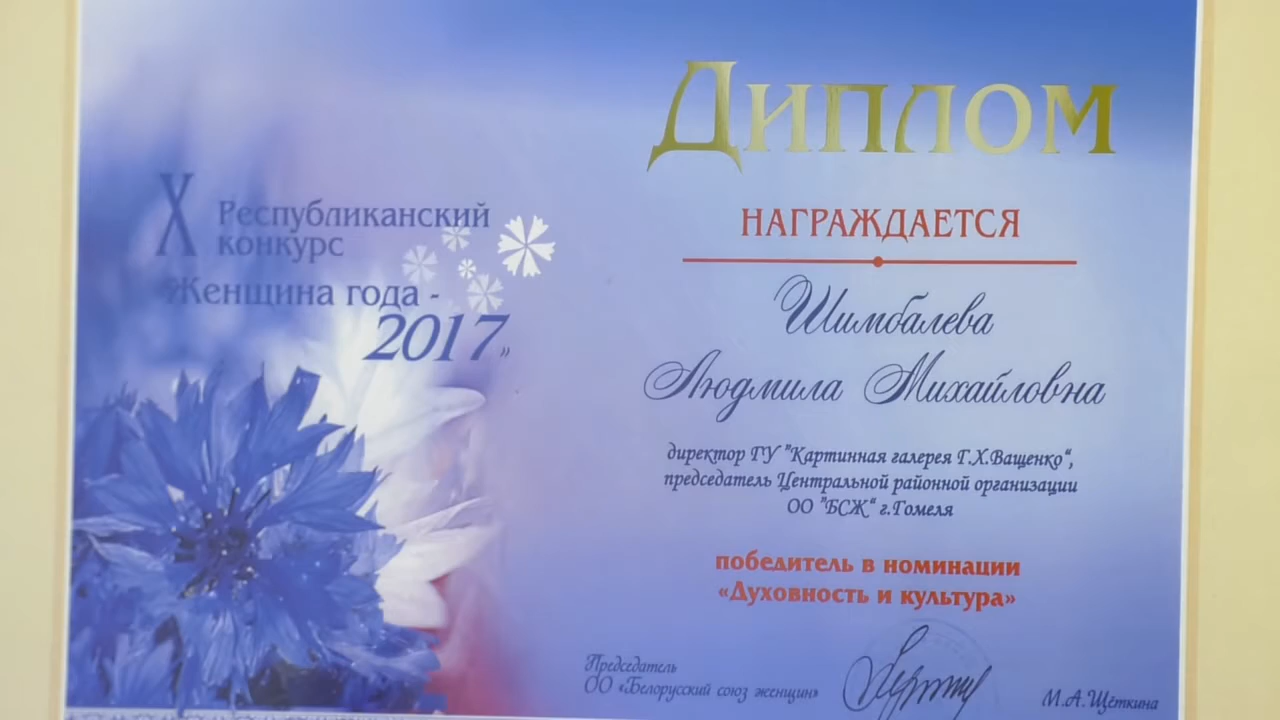 X Республиканский
конкурс
"Женщина года -
2017»
Диплом
НАГРАЖДАЕТСЯ
Шимбалева
Людмила Михайловна
директор ГУ "Картинная галерея Г.Х.Ващенко",
председатель Центральной районной организации
ОО "БСЖ" г.Гомеля
победитель в номинации
«Духовность и культура»
Председатель
ОО «Белорусский союз женщин»
М.А.Щёткина